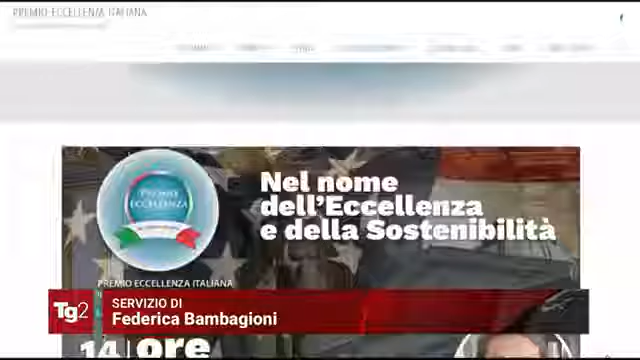 PREMIO ECCELLENZA ITALIANA
PREMIO
ECCELLENZA
Nel nome
dell'Eccellenza
e della Sostenibilità
PREMIO ECCELLENZA ITALIANA
Tg2
SERVIZIO DI
Federica Bambagioni
14 ore